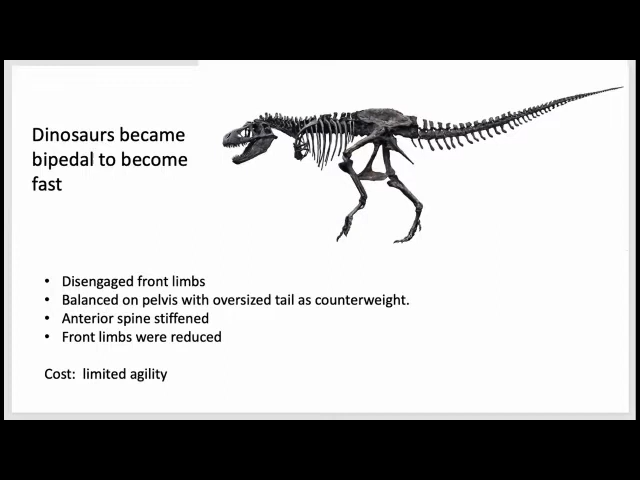 Dinosaurs became
bipedal to become
fast
• Disengaged front limbs
• Balanced on pelvis with oversized tail as counterweight.
• Anterior spine stiffened
• Front limbs were reduced
Cost: limited agility